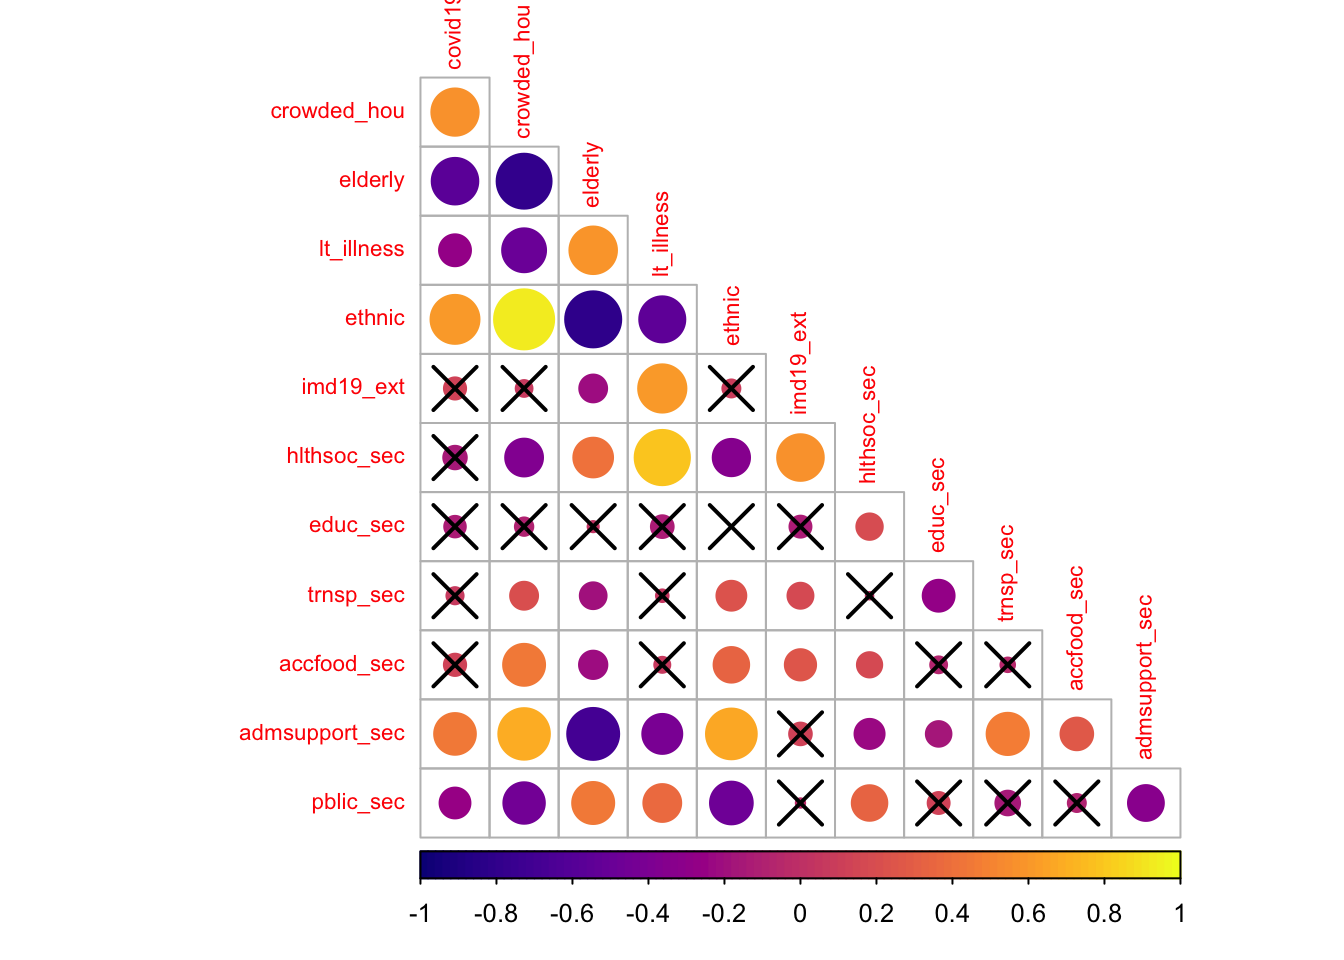 covid19
crowded_hou
crowded_hou
elderly
elderly
lt_illness
lt_illness
ethnic
ethnic
imd19_ext
imd19_ext
hlthsoc_sec
hlthsoc_sec
educ_sec
educ_sec
trnsp_sec
trnsp_sec
accfood_sec
accfood_sec
admsupport_sec
admsupport_sec
pblic_sec
-1 -0.8 -0.6 -0.4 -0.2 0 0.2 0.4 0.6 0.8 1